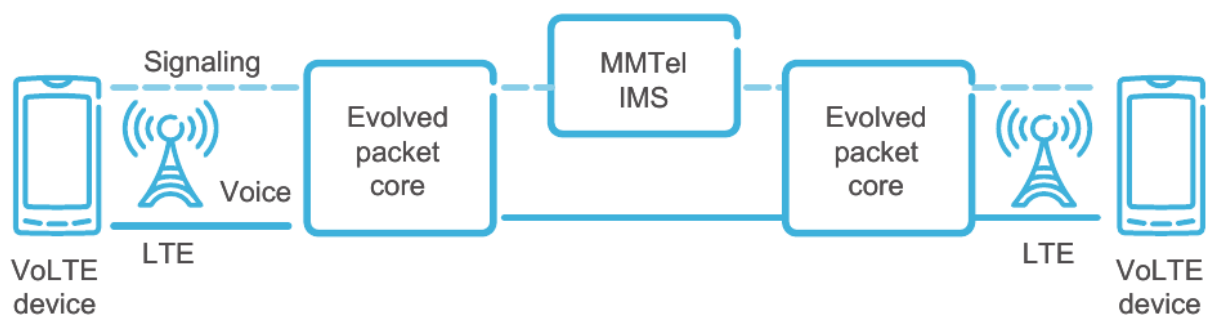 Signaling
MMTel
IMS
Evolved
packet
core
Evolved
packet
core
Voice
LTE
LTE
VoLTE
device
VoLTE
device